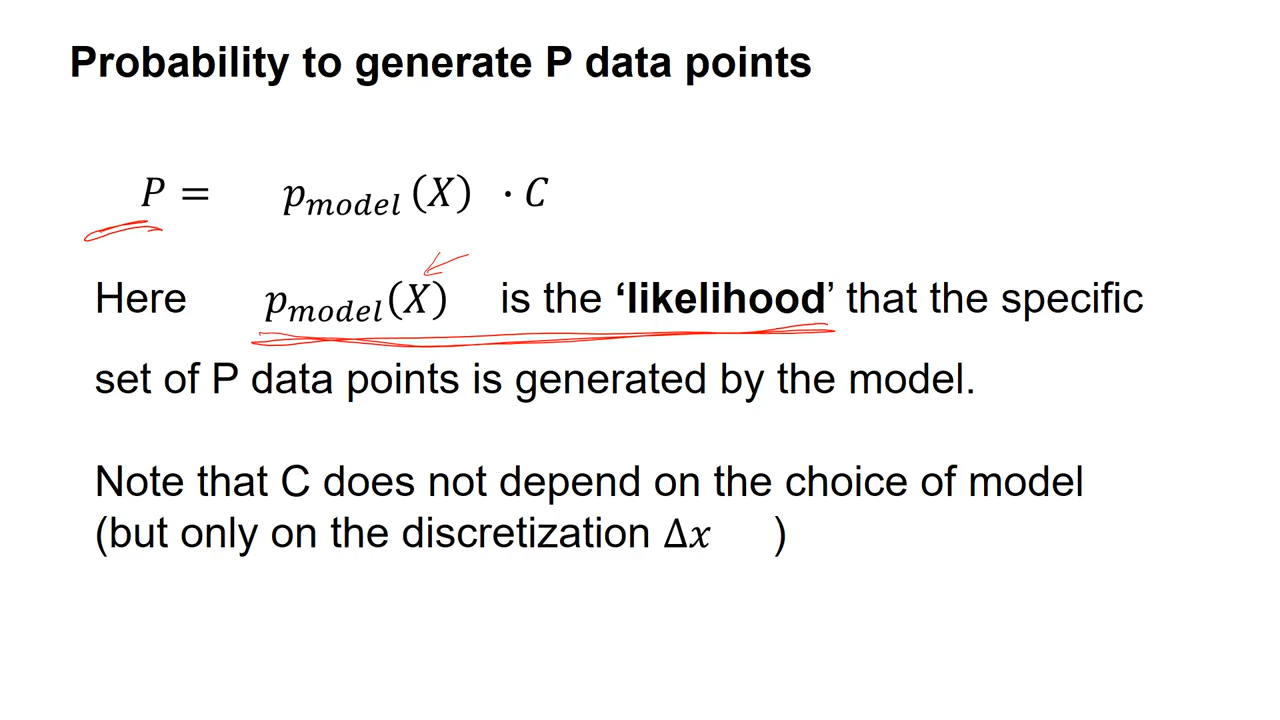 Probability to generate P data points
P = p_model (X) · C
Here p_model(X) is the ‘likelihood’ that the specific
set of P data points is generated by the model.
Note that C does not depend on the choice of model
(but only on the discretization Δx )